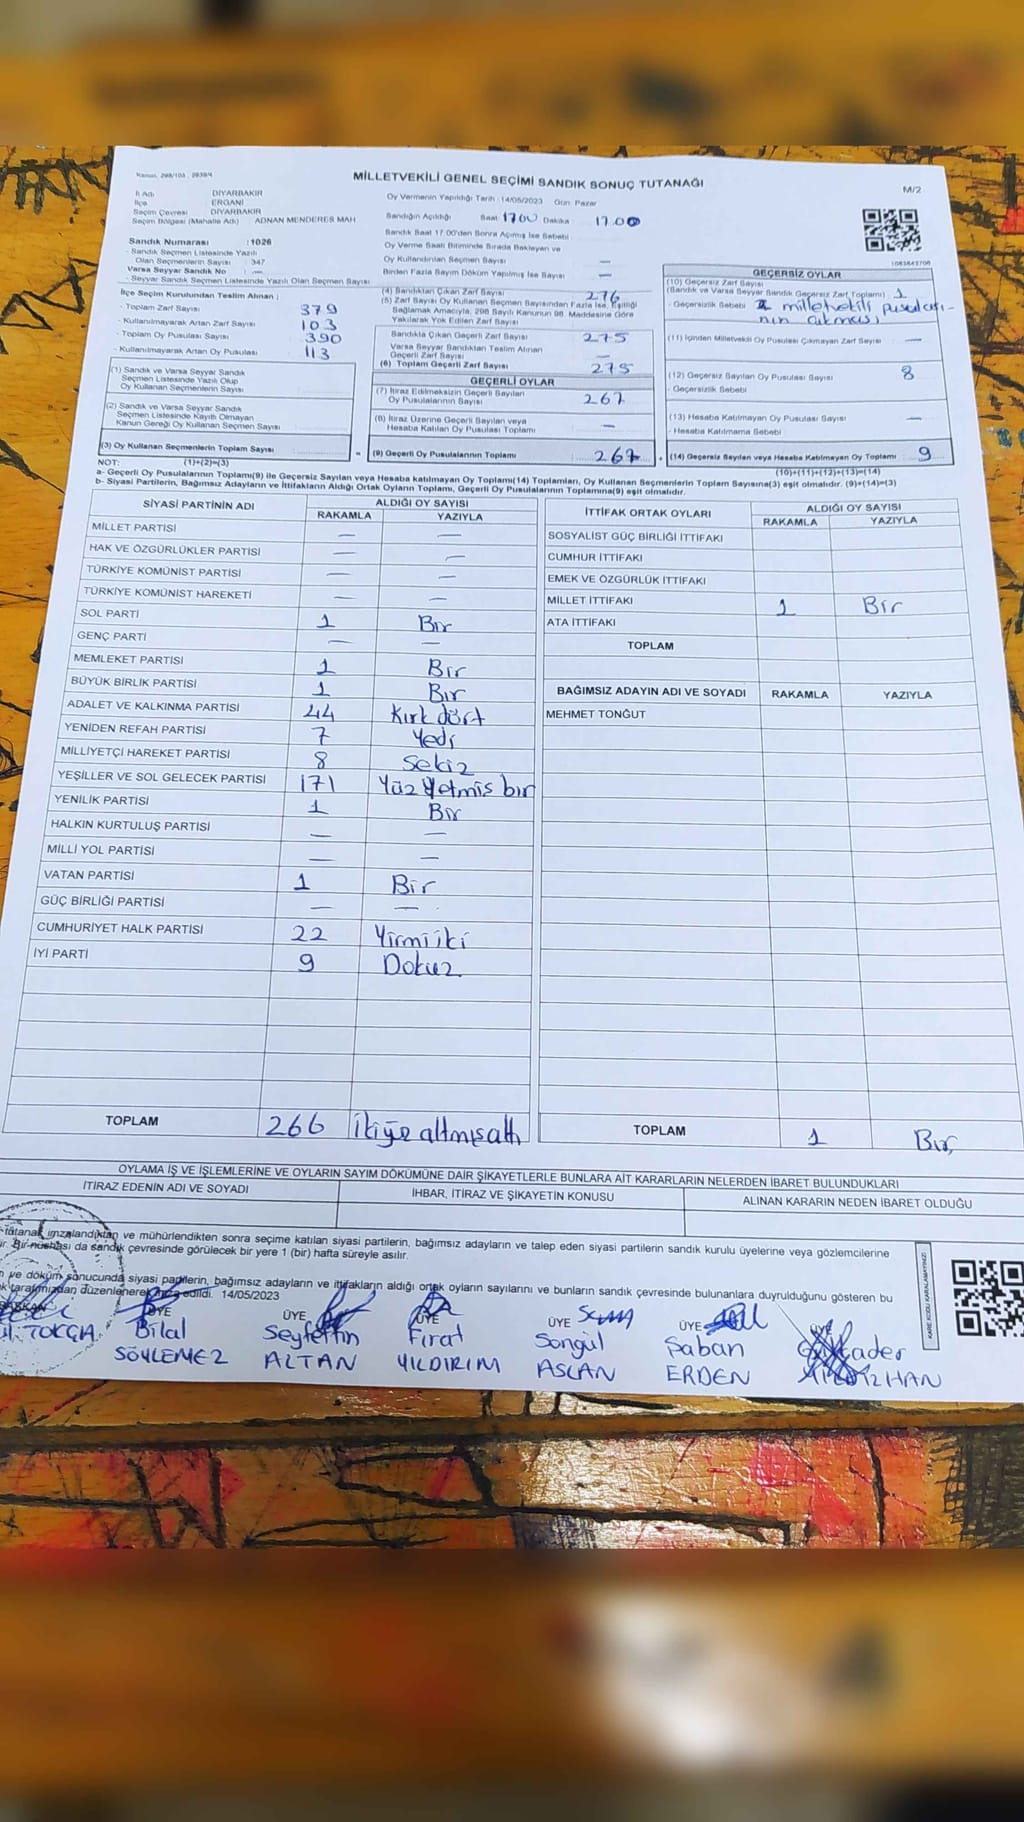 Kanun, 298/105 , 2839/4
MİLLETVEKİLİ GENEL SEÇİMİ SANDIK SONUÇ TUTANAĞI
M/2
İl Adı DİYARBAKIR
İlçe ERGANİ
Seçim Çevresi DİYARBAKIR
Seçim Bölgesi (Mahalle Adı) ADNAN MENDERES MAH
Oy Vermenin Yapıldığı Tarih : 14/05/2023 Gün: Pazar
Sandığın Açıldığı Saat: 17.00 Dakika 17.00
Sandık Saat 17.00'den Sonra Açımış İse Sebebi
Oy Verme Saati Bitiminde Sırada Bekleyen ve
Oy Kullandırılan Seçmen Sayısı —
Birden Fazla Sayım Döküm Yapılmış İse Sayısı —
Sandık Numarası : 1026
- Sandık Seçmen Listesinde Yazılı
Olan Seçmenlerin Sayısı : 347
Varsa Seyyar Sandık No : —
- Seyyar Sandık Seçmen Listesinde Yazılı Olan Seçmen Sayısı
İlçe Seçim Kurulundan Teslim Alınan ;
- Toplam Zarf Sayısı 379
- Kullanılmayarak Artan Zarf Sayısı 103
- Toplam Oy Pusulası Sayısı 390
- Kullanılmayarak Artan Oy Pusulası 113
(1) Sandık ve Varsa Seyyar Sandık
Seçmen Listesinde Yazılı Olup
Oy Kullanan Seçmenlerin Sayısı
(2) Sandık ve Varsa Seyyar Sandık
Seçmen Listesinde Kayıtlı Olmayan
Kanun Gereği Oy Kullanan Seçmen Sayısı
(3) Oy Kullanan Seçmenlerin Toplam Sayısı
(4) Sandıktan Çıkan Zarf Sayısı 276
(5) Zarf Sayısı Oy Kullanan Seçmen Sayısından Fazla İse, Eşitliği
Sağlamak Amacıyla, 298 Sayılı Kanunun 98. Maddesine Göre
Yakılarak Yok Edilen Zarf Sayısı
Sandıkta Çıkan Geçerli Zarf Sayısı 275
Varsa Seyyar Sandıktan Teslim Alınan
Geçerli Zarf Sayısı —
(6) Toplam Geçerli Zarf Sayısı 275
GEÇERLİ OYLAR
(7) İtiraz Edilmeksizin Geçerli Sayılan
Oy Pusulalarının Sayısı 267
(8) İtiraz Üzerine Geçerli Sayılan veya
Hesaba Katılan Oy Pusulası Toplamı —
(9) Geçerli Oy Pusulalarının Toplamı 267
GEÇERSİZ OYLAR
(10) Geçersiz Zarf Sayısı
(Sandık ve Varsa Seyyar Sandık Geçersiz Zarf Toplamı) 1
- Geçersizlik Sebebi 2 milletvekili pusulası-
nın çıkması
(11) İçinden Milletvekili Oy Pusulası Çıkmayan Zarf Sayısı —
(12) Geçersiz Sayılan Oy Pusulası Sayısı 8
- Geçersizlik Sebebi
(13) Hesaba Katılmayan Oy Pusulası Sayısı —
- Hesaba Katılmama Sebebi
(14) Geçersiz Sayılan veya Hesaba Katılmayan Oy Toplamı 9
NOT: (1)+(2)=(3)
(10)+(11)+(12)+(13)=(14)
a- Geçerli Oy Pusulalarının Toplamı(9) ile Geçersiz Sayılan veya Hesaba katılmayan Oy Toplamı(14) Toplamları, Oy Kullanan Seçmenlerin Toplam Sayısına(3) eşit olmalıdır. (9)+(14)=(3)
b- Siyasi Partilerin, Bağımsız Adayların ve İttifakların Aldığı Ortak Oyların Toplamı, Geçerli Oy Pusulalarının Toplamına(9) eşit olmalıdır.
SİYASİ PARTİNİN ADI ALDIĞI OY SAYISI
RAKAMLA YAZIYLA
MİLLET PARTİSİ — —
HAK VE ÖZGÜRLÜKLER PARTİSİ — —
TÜRKİYE KOMÜNİST PARTİSİ — —
TÜRKİYE KOMÜNİST HAREKETİ — —
SOL PARTİ 1 Bir
GENÇ PARTİ — —
MEMLEKET PARTİSİ 1 Bir
BÜYÜK BİRLİK PARTİSİ 1 Bir
ADALET VE KALKINMA PARTİSİ 44 Kırk dört
YENİDEN REFAH PARTİSİ 7 Yedi
MİLLİYETÇİ HAREKET PARTİSİ 8 Sekiz
YEŞİLLER VE SOL GELECEK PARTİSİ 171 Yüz Yetmiş bir
YENİLİK PARTİSİ 1 Bir
HALKIN KURTULUŞ PARTİSİ — —
MİLLİ YOL PARTİSİ — —
VATAN PARTİSİ 1 Bir
GÜÇ BİRLİĞİ PARTİSİ — —
CUMHURİYET HALK PARTİSİ 22 Yirmi iki
İYİ PARTİ 9 Dokuz
TOPLAM 266 İkiyüz altmışaltı
İTTİFAK ORTAK OYLARI ALDIĞI OY SAYISI
RAKAMLA YAZIYLA
SOSYALİST GÜÇ BİRLİĞİ İTTİFAKI
CUMHUR İTTİFAKI
EMEK VE ÖZGÜRLÜK İTTİFAKI
MİLLET İTTİFAKI 1 Bir
ATA İTTİFAKI
TOPLAM
BAĞIMSIZ ADAYIN ADI VE SOYADI RAKAMLA YAZIYLA
MEHMET TONĞUT
TOPLAM 1 Bir
OYLAMA İŞ VE İŞLEMLERİNE VE OYLARIN SAYIM DÖKÜMÜNE DAİR ŞİKAYETLERLE BUNLARA AİT KARARLARIN NELERDEN İBARET BULUNDUKLARI
İTİRAZ EDENİN ADI VE SOYADI İHBAR, İTİRAZ VE ŞİKAYETİN KONUSU ALINAN KARARIN NEDEN İBARET OLDUĞU
tutanak imzalandıktan ve mühürlendikten sonra seçime katılan siyasi partilerin, bağımsız adayların ve talep eden siyasi partilerin sandık kurulu üyelerine veya gözlemcilerine
Bir nüshası da sandık çevresinde görülecek bir yere 1 (bir) hafta süreyle asılır.
ve döküm sonucunda siyasi partilerin, bağımsız adayların ve ittifakların aldığı ortak oyların sayılarını ve bunların sandık çevresinde bulunanlara duyrulduğunu gösteren bu
tarafımızdan düzenlenerek imza edildi. 14/05/2023
KARE KODU KARALAMAYINIZ!
BAŞKAN ÜYE ÜYE ÜYE ÜYE ÜYE ÜYE
Bilal Seyfettin Fırat Songül Şaban
SÖYLEMEZ ALTAN YILDIRIM ASLAN ERDEN